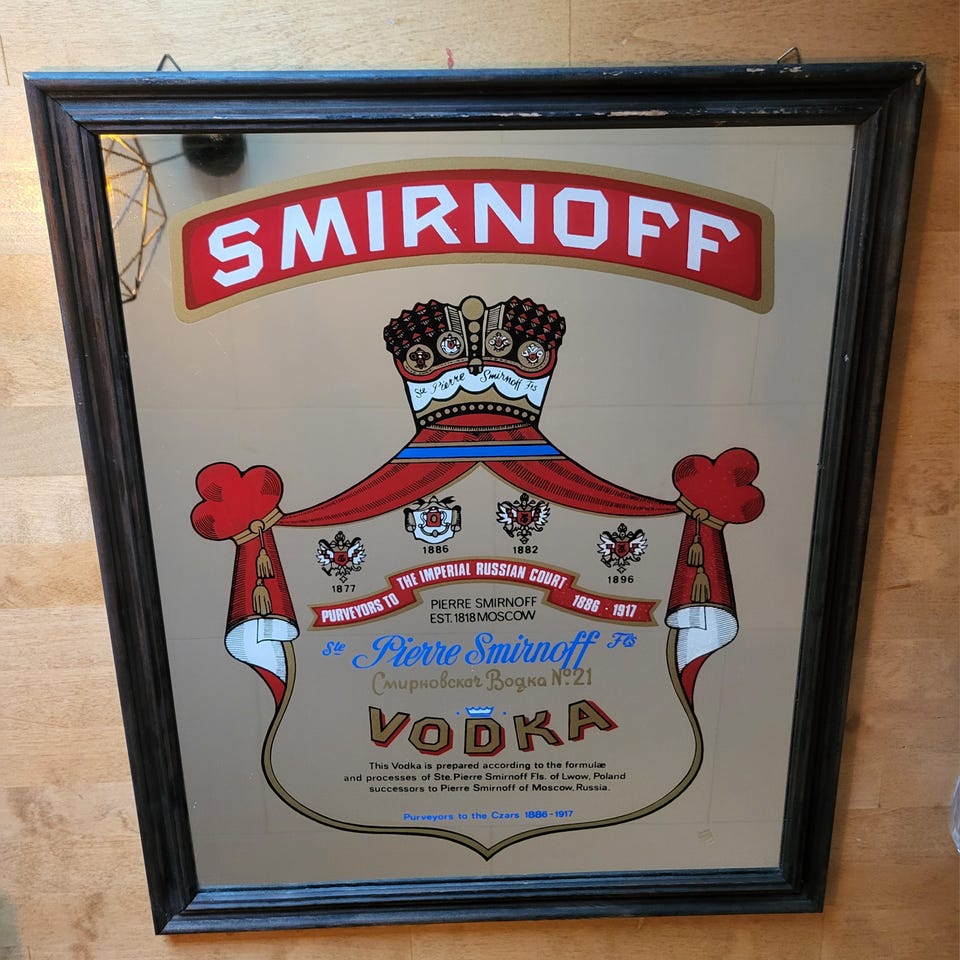 SMIRNOFF
Ste Pierre Smirnoff Fls
1877
1886
1882
1896
PURVEYORS TO THE IMPERIAL RUSSIAN COURT 1886 · 1917
PIERRE SMIRNOFF
EST. 1818 MOSCOW
Ste Pierre Smirnoff Fls
Смирновская Водка Nº21
VODKA
This Vodka is prepared according to the formulæ
and processes of Ste. Pierre Smirnoff Fls. of Lwow, Poland
successors to Pierre Smirnoff of Moscow, Russia.
Purveyors to the Czars 1886-1917